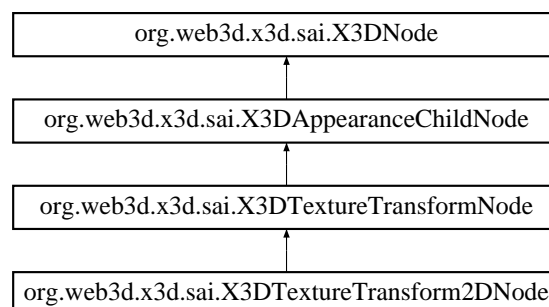 org.web3d.x3d.sai.X3DNode
org.web3d.x3d.sai.X3DAppearanceChildNode
org.web3d.x3d.sai.X3DTextureTransformNode
org.web3d.x3d.sai.X3DTextureTransform2DNode